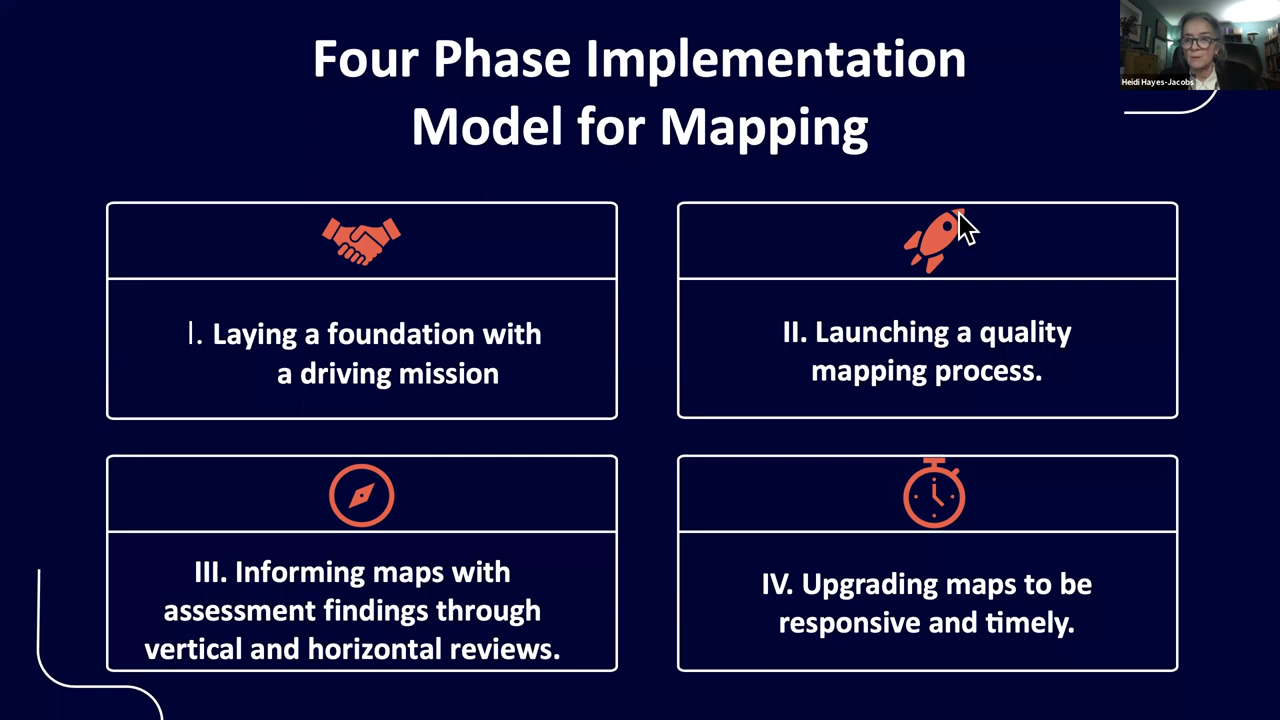 Four Phase Implementation
Model for Mapping
Heidi Hayes-Jacobs
I. Laying a foundation with
a driving mission
II. Launching a quality
mapping process.
III. Informing maps with
assessment findings through
vertical and horizontal reviews.
IV. Upgrading maps to be
responsive and timely.